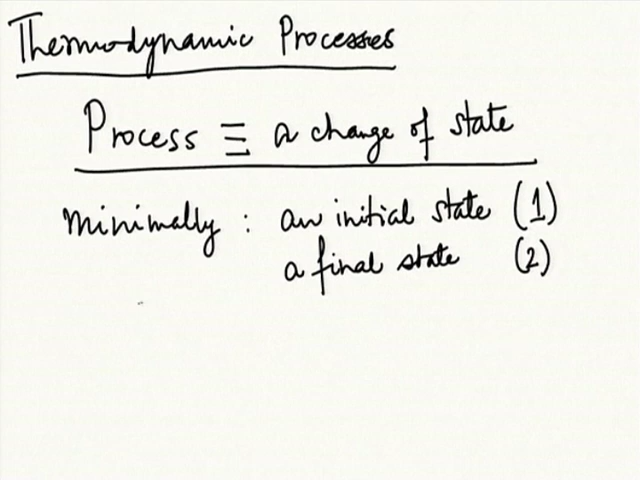 Thermodynamic Processes
Process ≡ a change of state
minimally : an initial state (1)
a final state (2)